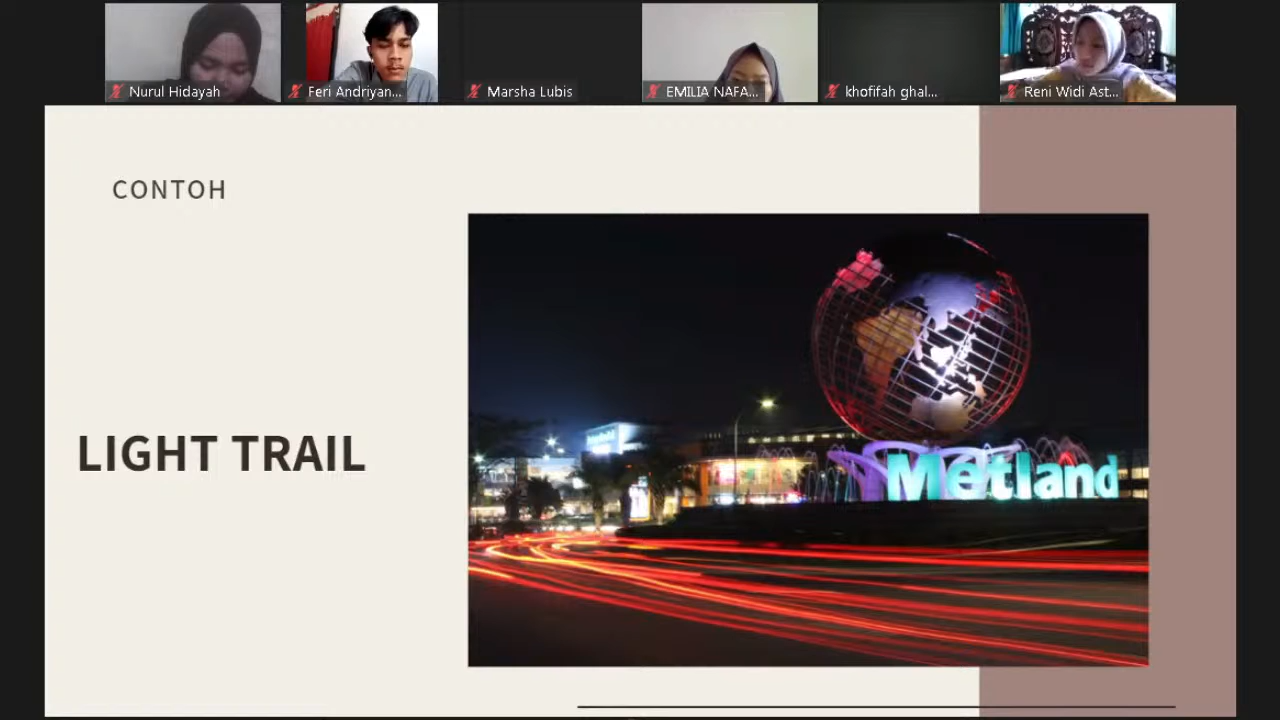 Nurul Hidayah
Feri Andriyan...
Marsha Lubis
EMILIA NAFA...
khofifah ghal...
Reni Widi Ast...
CONTOH
LIGHT TRAIL
Metland